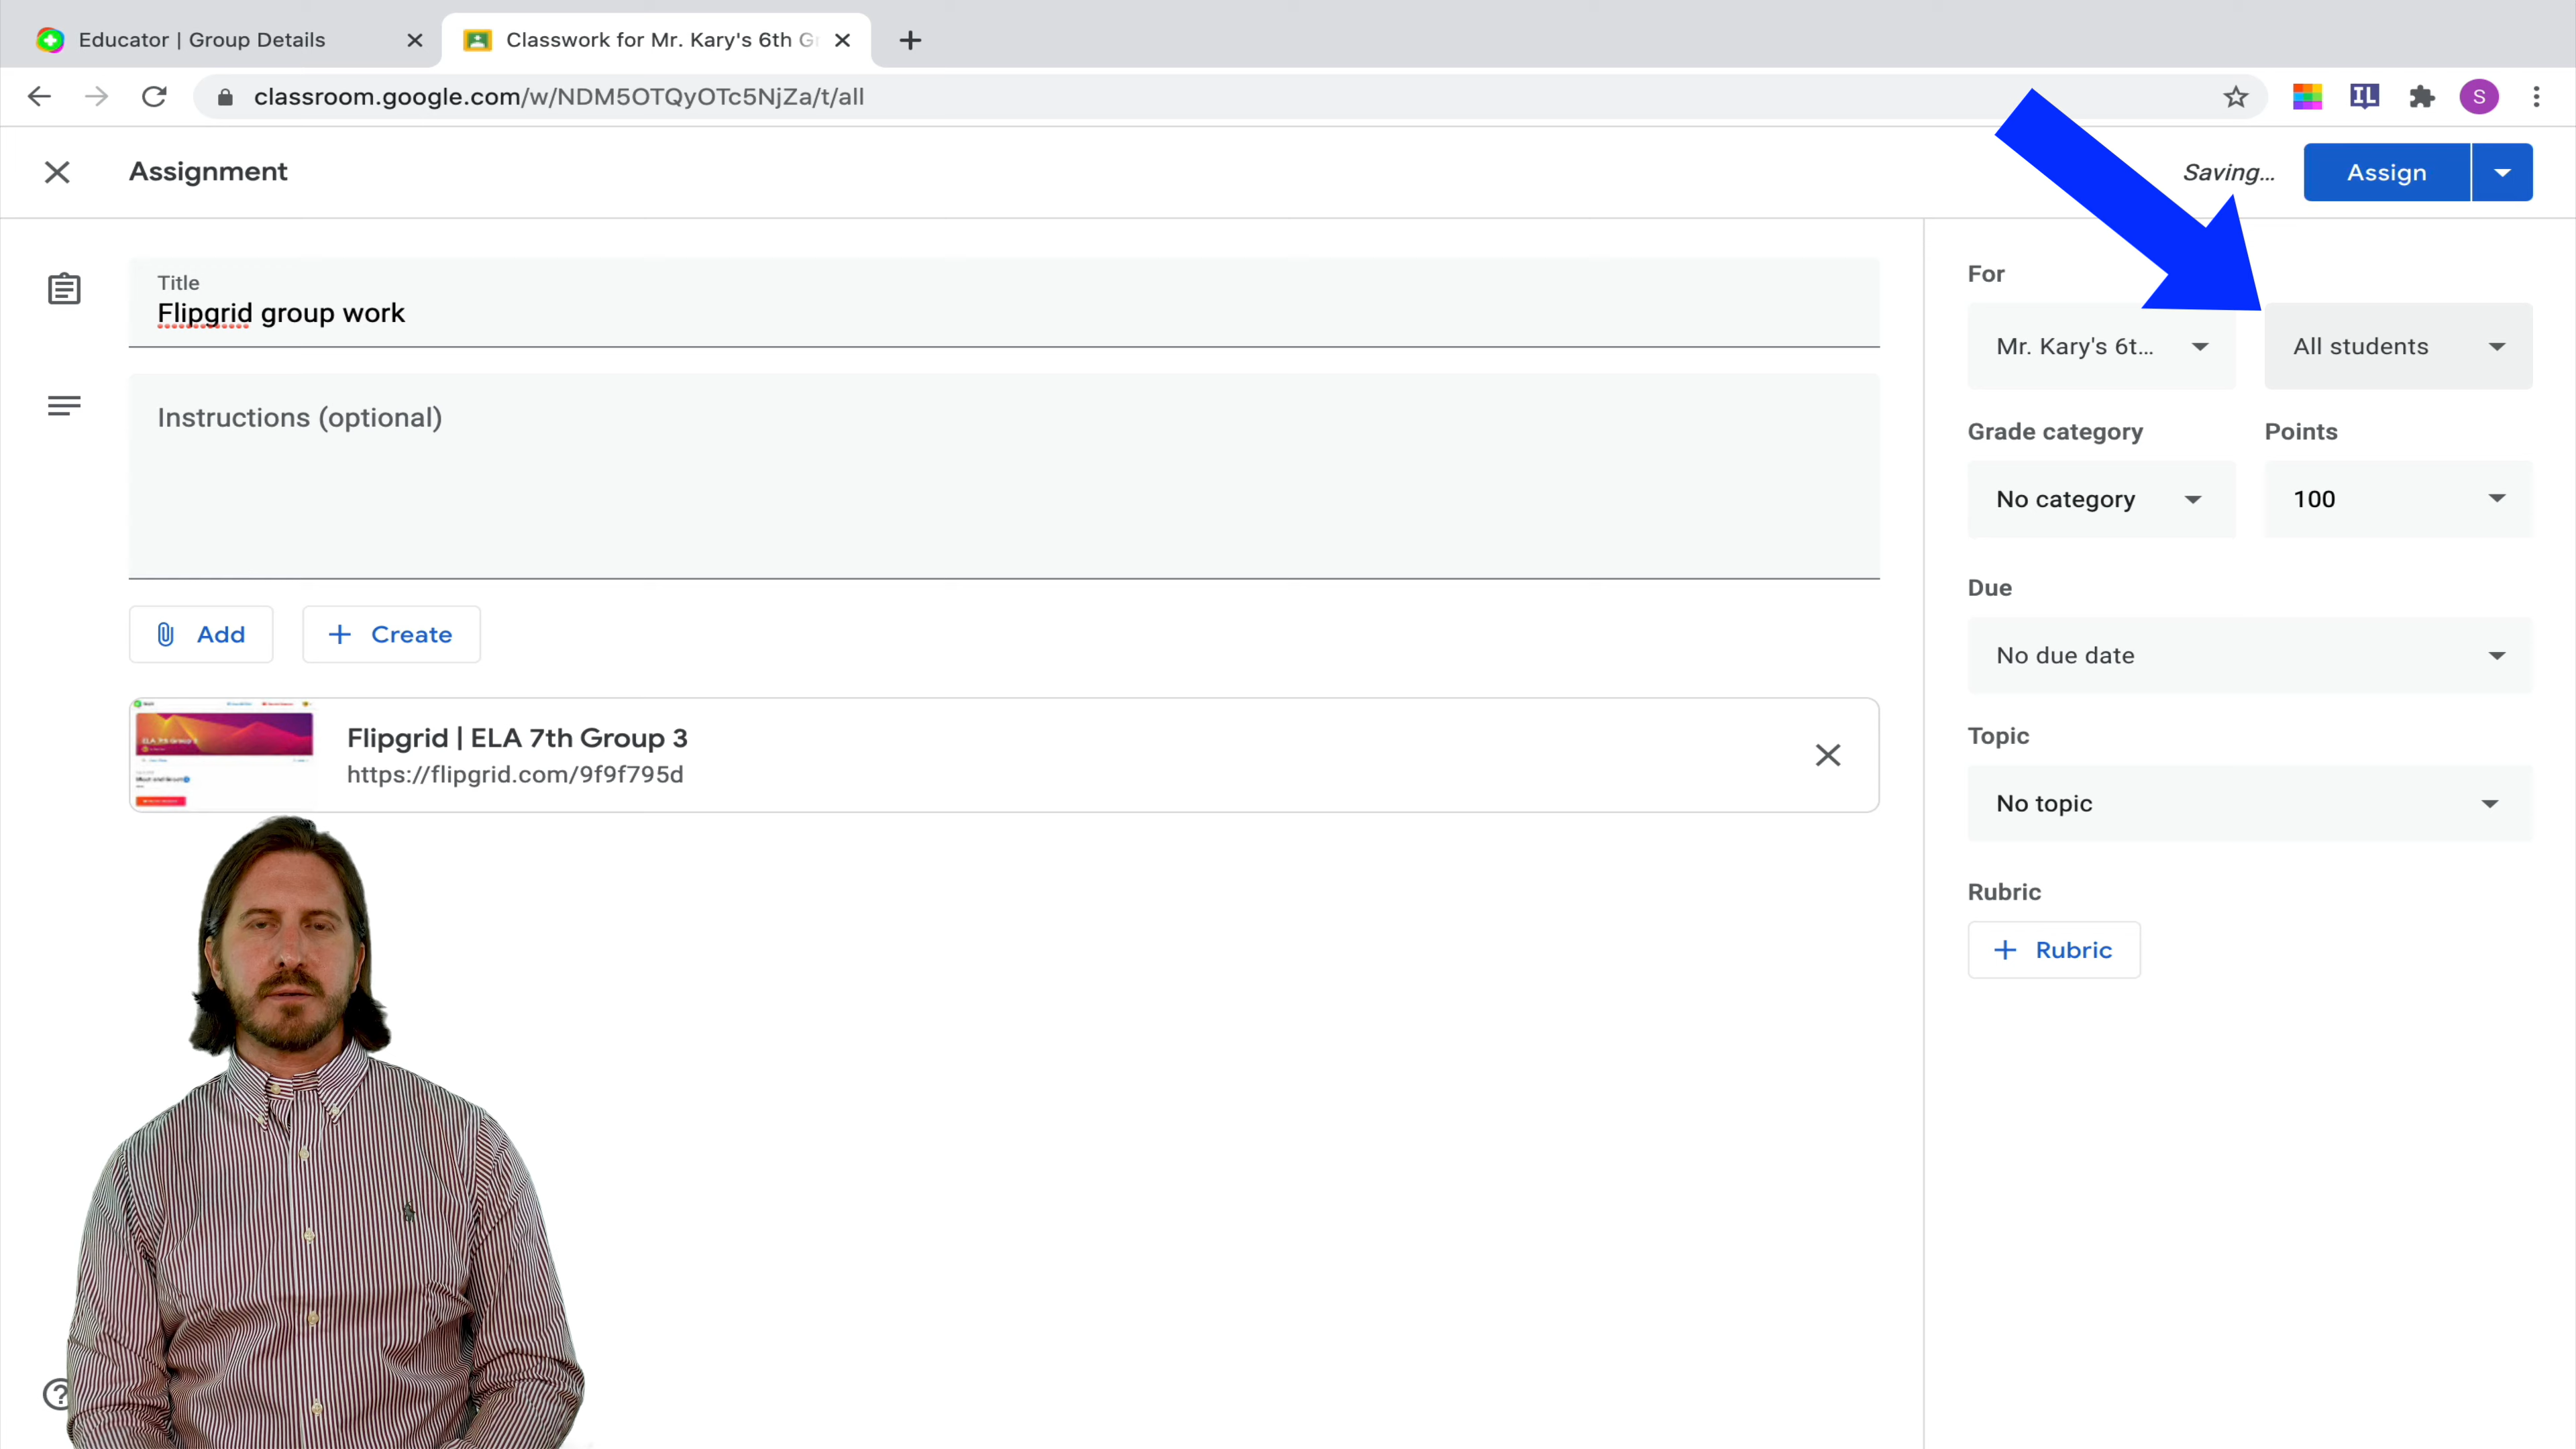 Educator | Group Details
Classwork for Mr. Kary's 6th G
classroom.google.com/w/NDM5OTQyOTc5NjZa/t/all
IL
S
Assignment
Saving...
Assign
Title
Flipgrid group work
Instructions (optional)
Add
Create
Flipgrid | ELA 7th Group 3
https://flipgrid.com/9f9f795d
For
Mr. Kary's 6t...
All students
Grade category
Points
No category
100
Due
No due date
Topic
No topic
Rubric
Rubric